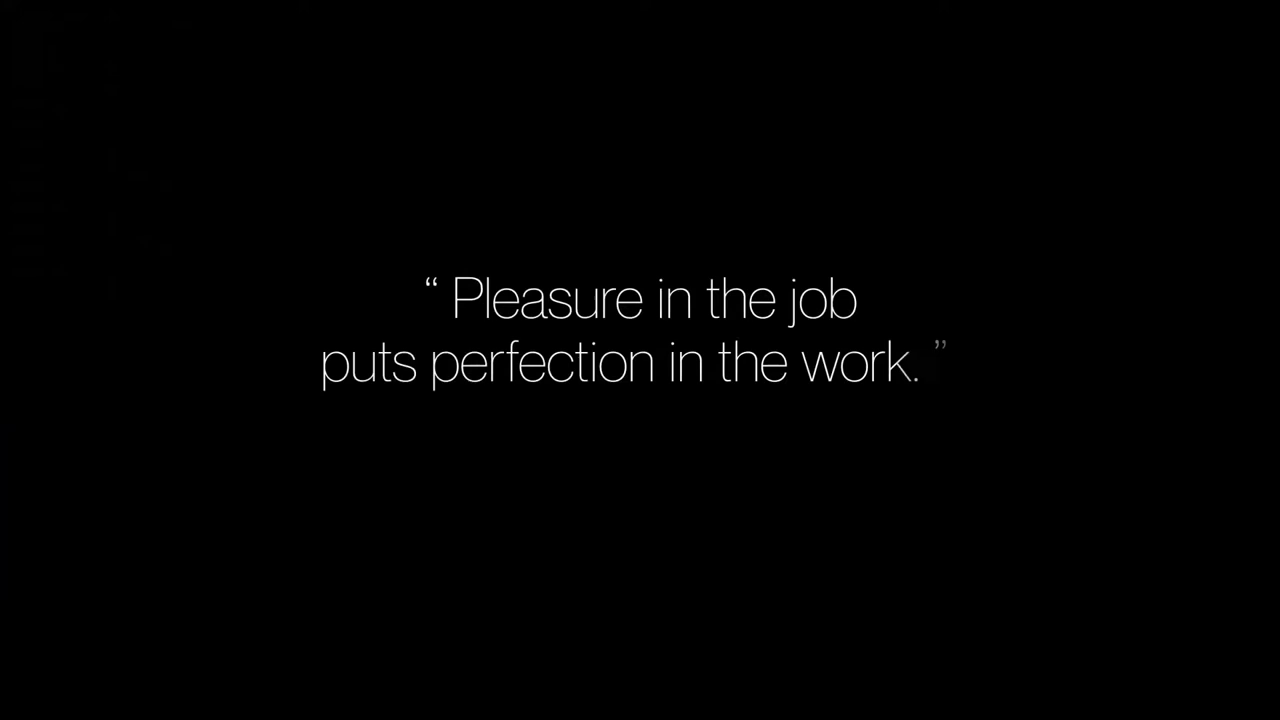 “ Pleasure in the job
puts perfection in the work. ”